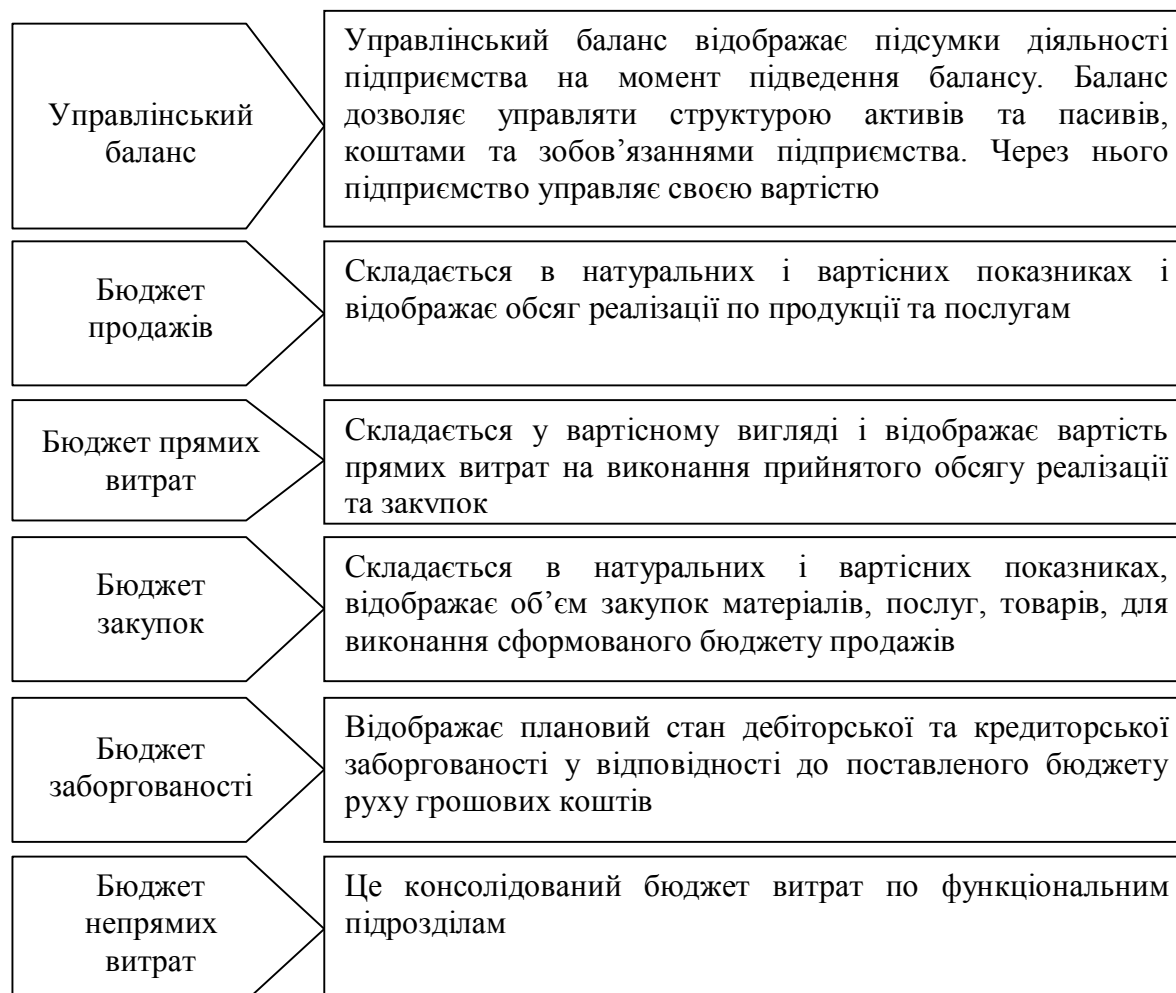 Управлінський
баланс
Управлінський баланс відображає підсумки діяльності
підприємства на момент підведення балансу. Баланс
дозволяє управляти структурою активів та пасивів,
коштами та зобов’язаннями підприємства. Через нього
підприємство управляє своєю вартістю
Бюджет
продажів
Складається в натуральних і вартісних показниках і
відображає обсяг реалізації по продукції та послугам
Бюджет прямих
витрат
Складається у вартісному вигляді і відображає вартість
прямих витрат на виконання прийнятого обсягу реалізації
та закупок
Бюджет
закупок
Складається в натуральних і вартісних показниках,
відображає об’єм закупок матеріалів, послуг, товарів, для
виконання сформованого бюджету продажів
Бюджет
заборгованості
Відображає плановий стан дебіторської та кредиторської
заборгованості у відповідності до поставленого бюджету
руху грошових коштів
Бюджет
непрямих
витрат
Це консолідований бюджет витрат по функціональним
підрозділам